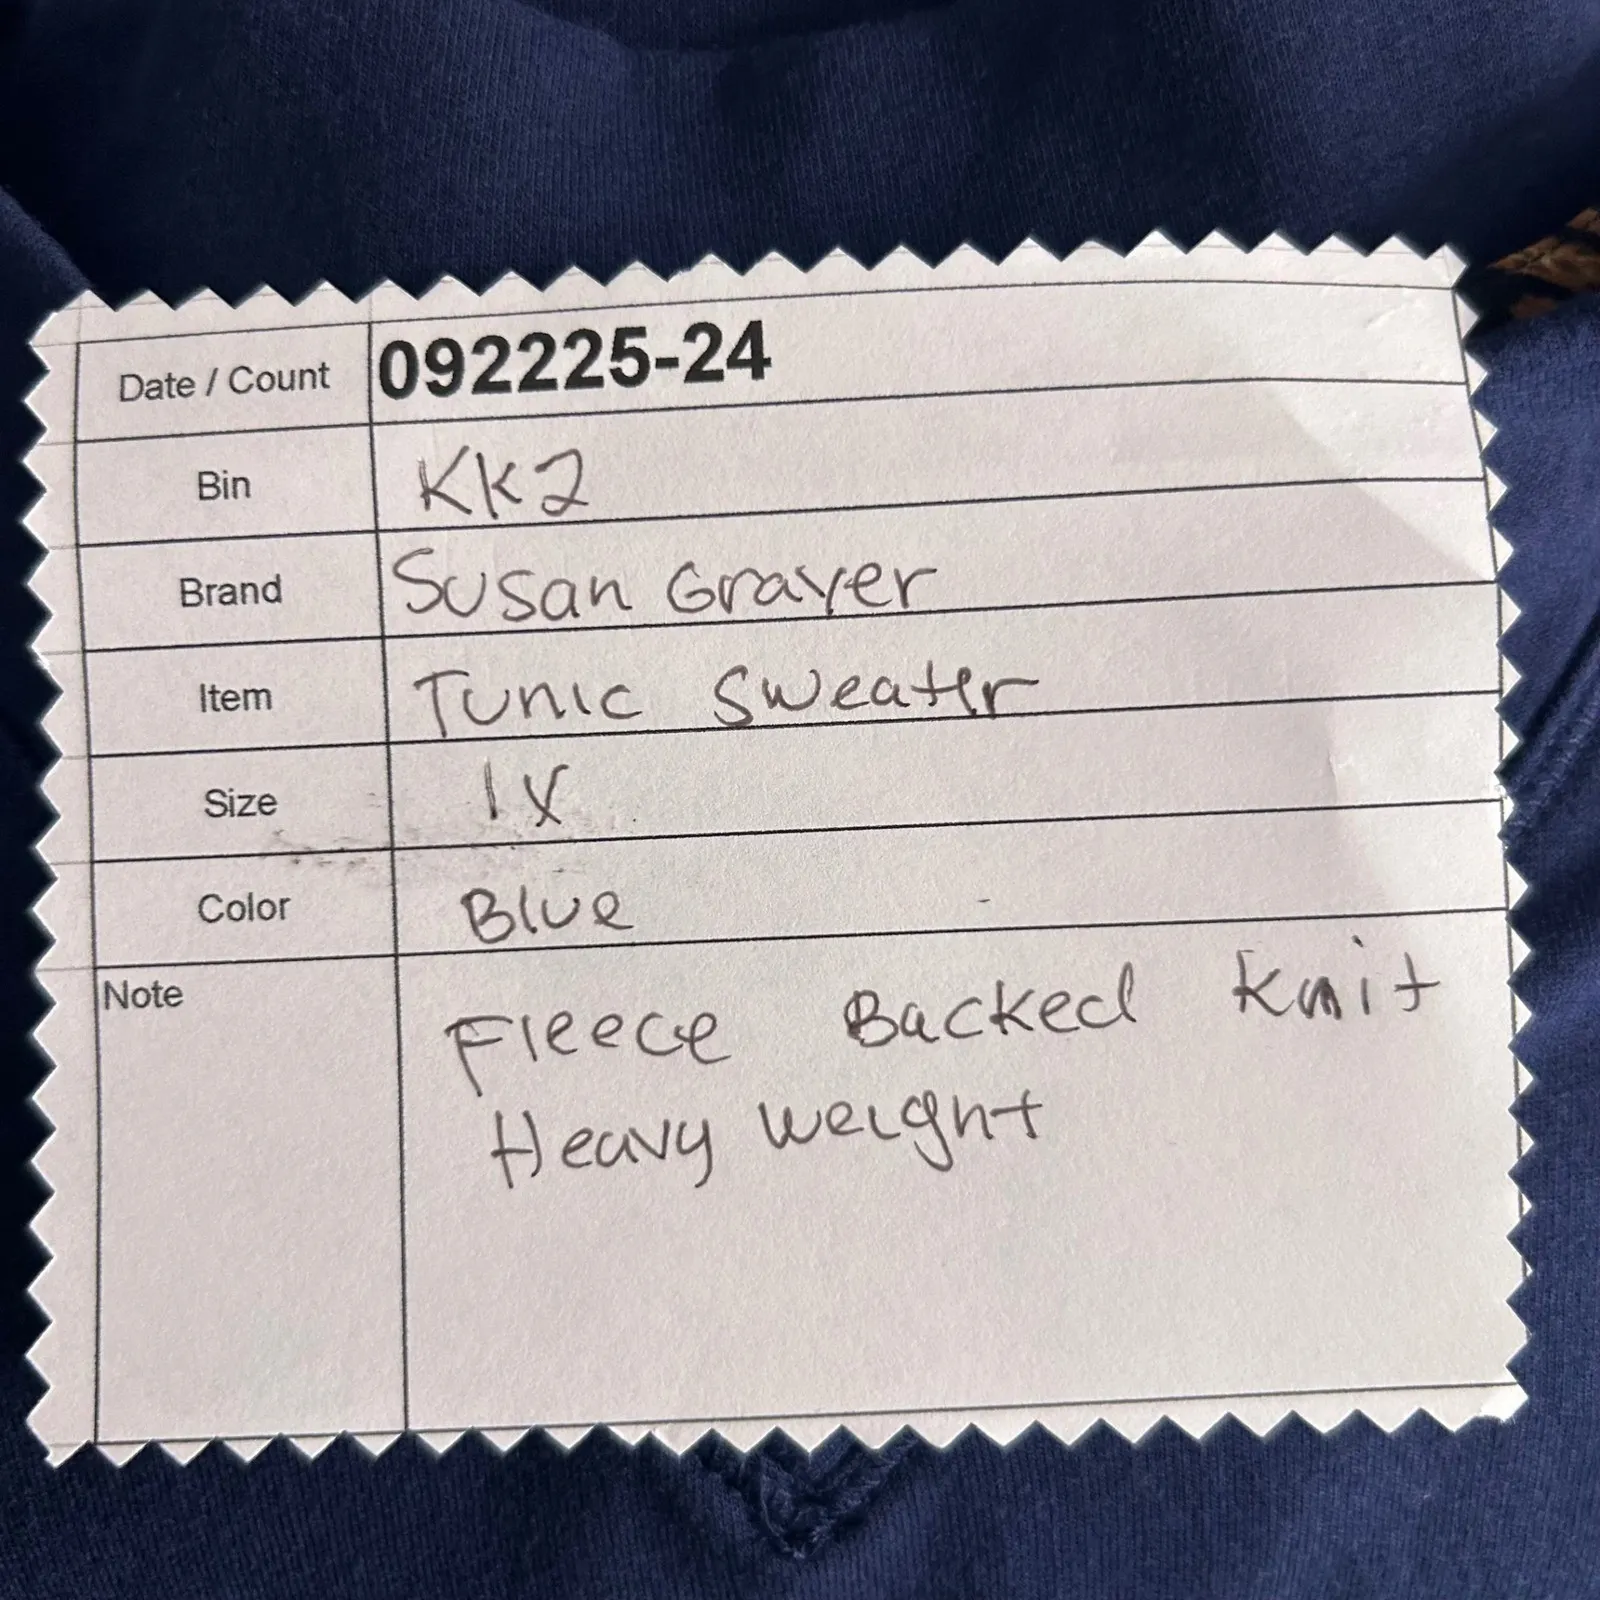 Date / Count 092225-24
Bin KK2
Brand Susan Graver
Item Tunic Sweater
Size 1X
Color Blue
Note Fleece Backed Knit
Heavy weight